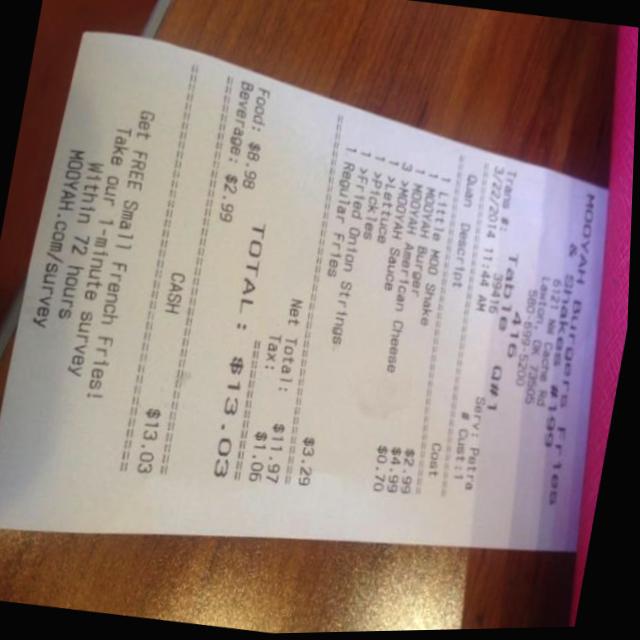 MOOYAH Burgers Fries
& Shakes #199
6121 NW
Lawton, OK
580-699-5200
Table Q#1
416
Trans #: 39416
3/27/2014 11:44 AM
Serv: Petra
# Cust:1
Quan Descript Cost
1 Little MOO Shake $2.99
1 MOOYAH Burger $4.99
3 >MOOYAH American Cheese $0.70
1 >MOOYAH Sauce
1 >Lettuce
1 >Pickles
1 >Fried Onion Strings
1 Regular Fries $3.29
Net Total: $11.97
Tax: $1.06
TOTAL: $13.03
Food: $8.98
Beverage: $2.99
CASH $13.03
Get FREE Small French Fries!
Take our 1-minute survey
Within 72 hours
MOOYAH.com/survey